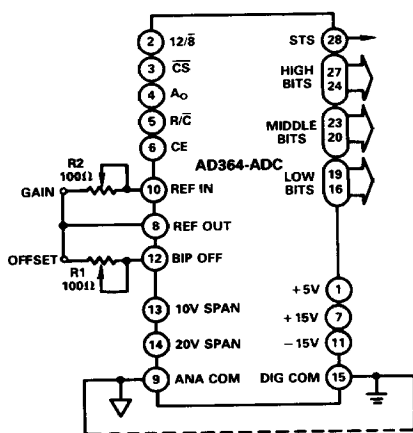 2 12/8̅ STS 28
3 C̅S̅ HIGH BITS 27 24
4 Ao
5 R/C̅ MIDDLE BITS 23 20
6 CE
AD364-ADC
R2 100Ω
GAIN 10 REF IN LOW BITS 19 16
8 REF OUT
OFFSET 12 BIP OFF
R1 100Ω
+5V 1
13 10V SPAN +15V 7
14 20V SPAN −15V 11
9 ANA COM DIG COM 15